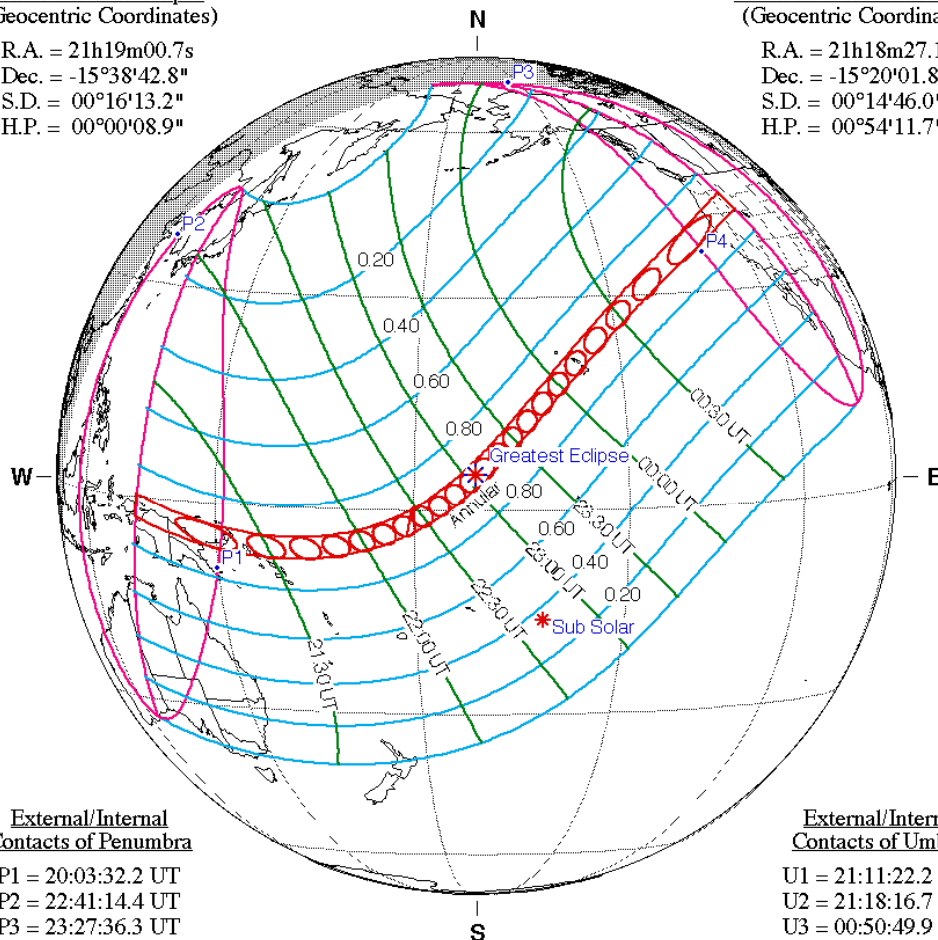 Geocentric Coordinates)
R.A. = 21h19m00.7s
Dec. = -15°38'42.8"
S.D. = 00°16'13.2"
H.P. = 00°00'08.9"
N
(Geocentric Coordina
R.A. = 21h18m27.1
Dec. = -15°20'01.8
S.D. = 00°14'46.0"
H.P. = 00°54'11.7"
P3
P2
P4
0.20
0.40
0.60
0.80
00:30 UT
Greatest Eclipse
W
E
00:00 UT
0.80
Annular
23:30 UT
0.60
23:00 UT
0.40
P1
0.20
22:30 UT
Sub Solar
22:00 UT
21:30 UT
External/Internal
Contacts of Penumbra
P1 = 20:03:32.2 UT
P2 = 22:41:14.4 UT
P3 = 23:27:36.3 UT
S
External/Intern
Contacts of Uml
U1 = 21:11:22.2
U2 = 21:18:16.7
U3 = 00:50:49.9